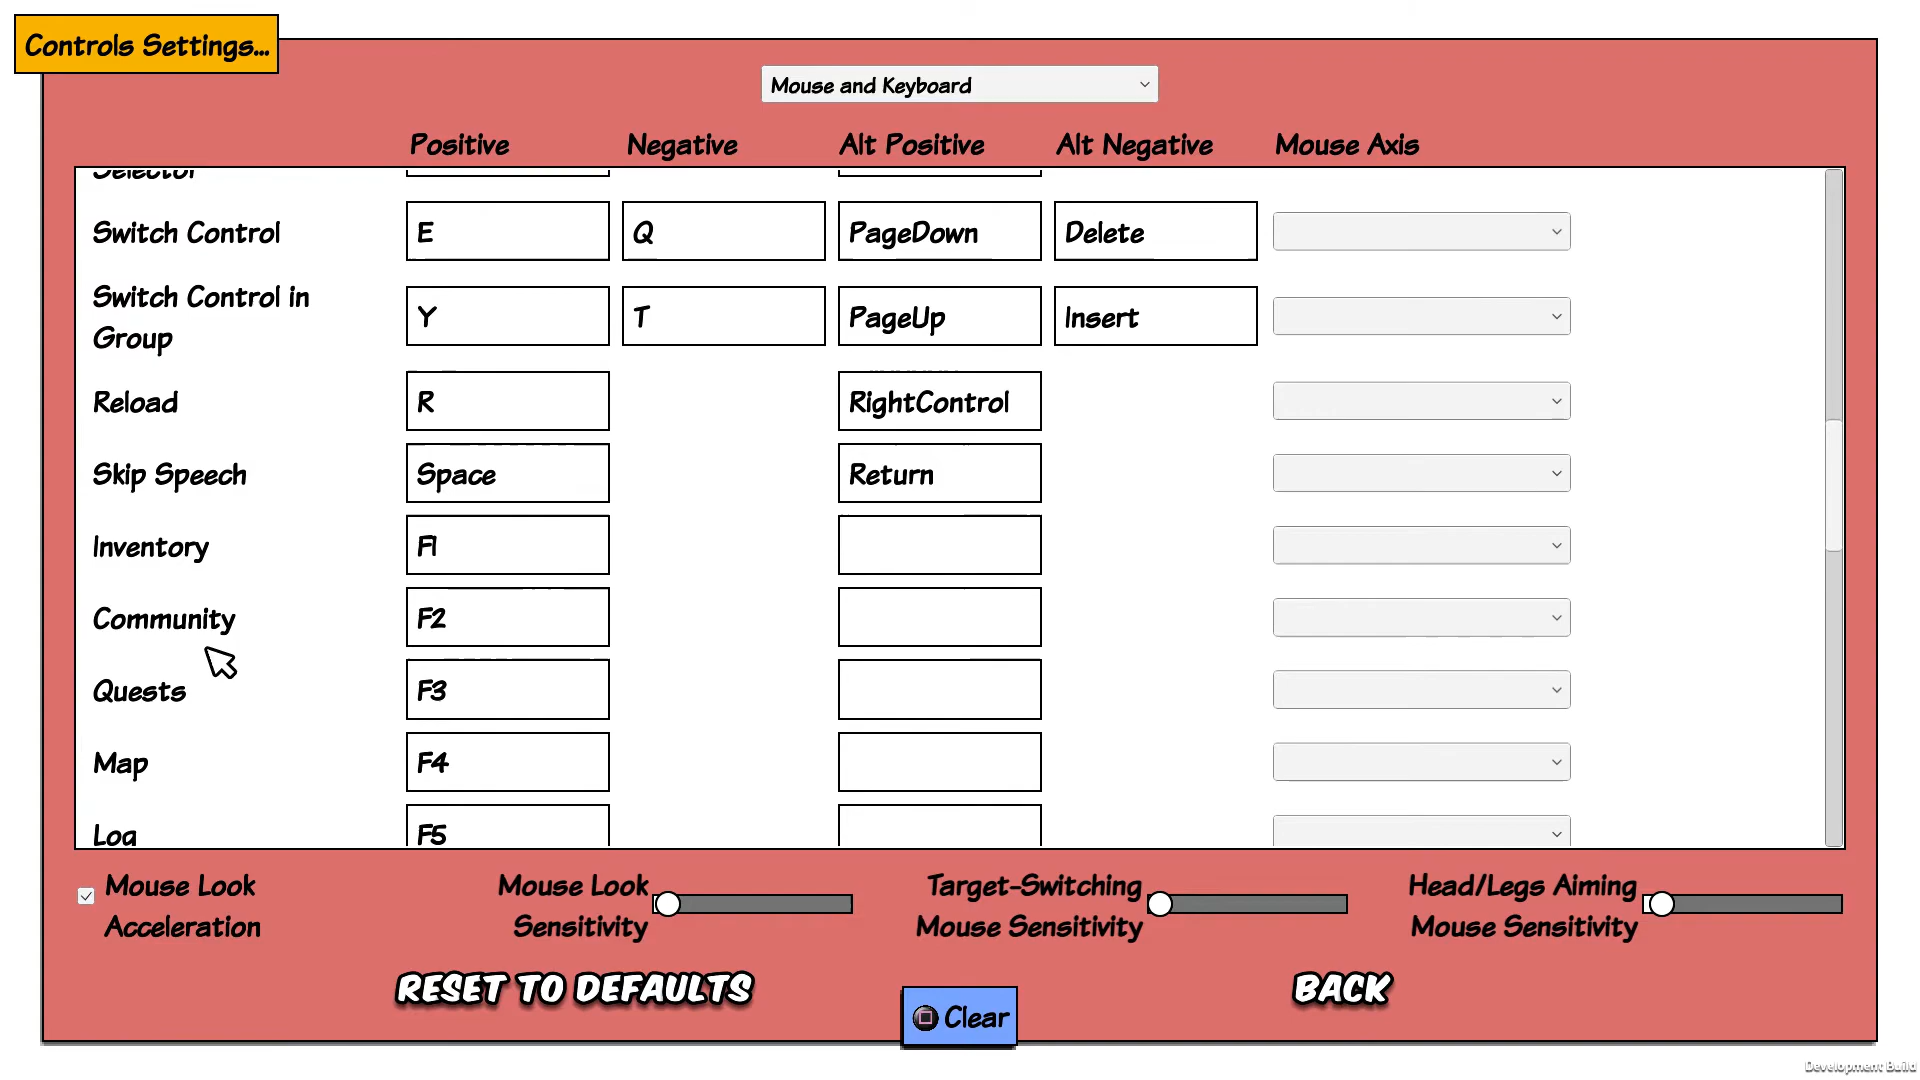 Controls Settings...
Mouse and Keyboard
Positive Negative Alt Positive Alt Negative Mouse Axis
Selector
Switch Control E Q PageDown Delete
Switch Control in
Group
Y T PageUp Insert
Reload R RightControl
Skip Speech Space Return
Inventory F1
Community F2
Quests F3
Map F4
Log F5
Mouse Look
Acceleration
Mouse Look
Sensitivity
Target-Switching
Mouse Sensitivity
Head/Legs Aiming
Mouse Sensitivity
RESET TO DEFAULTS
Clear
BACK
Development Build